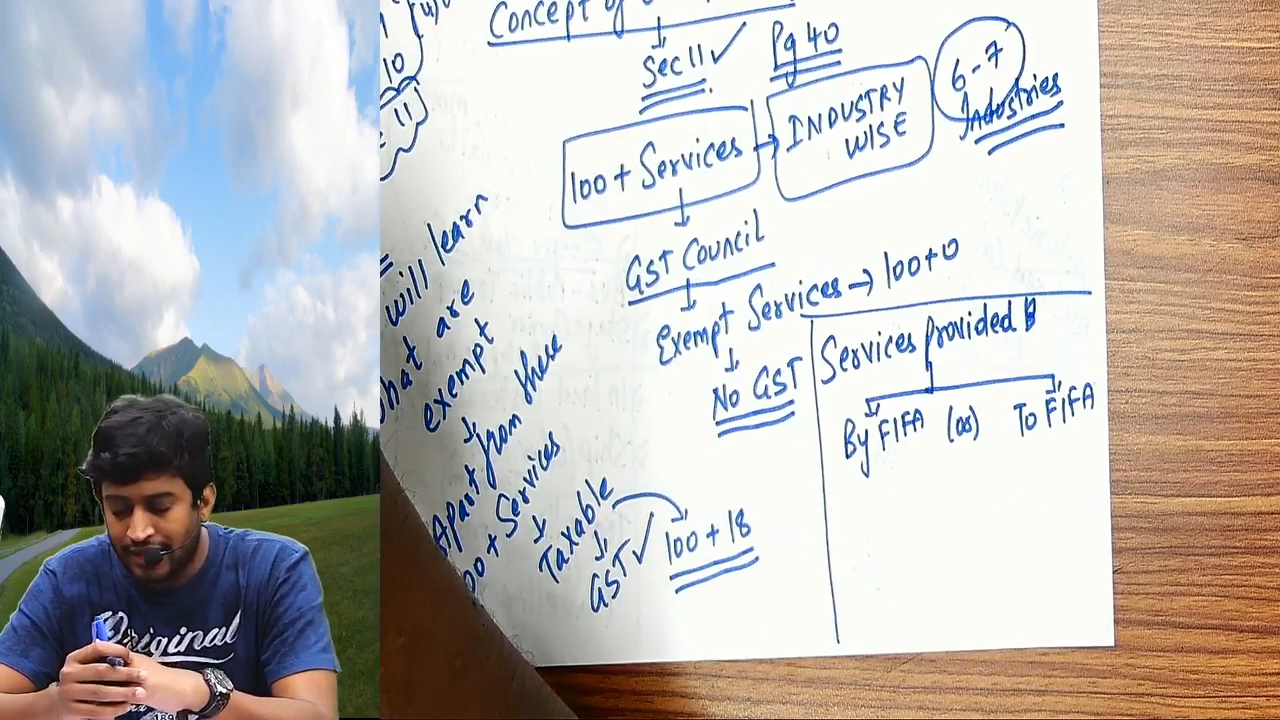 Concept of
Sec 11 ✓
Pg 40
100 + Services → INDUSTRY WISE
6-7 Industries
GST Council
Exempt Services → 100+0
No GST
Services provided
By FIFA (or) To FIFA
10
11
will learn
what are
exempt
Apart from these
100+ Services
Taxable
GST ✓ 100 + 18
Original